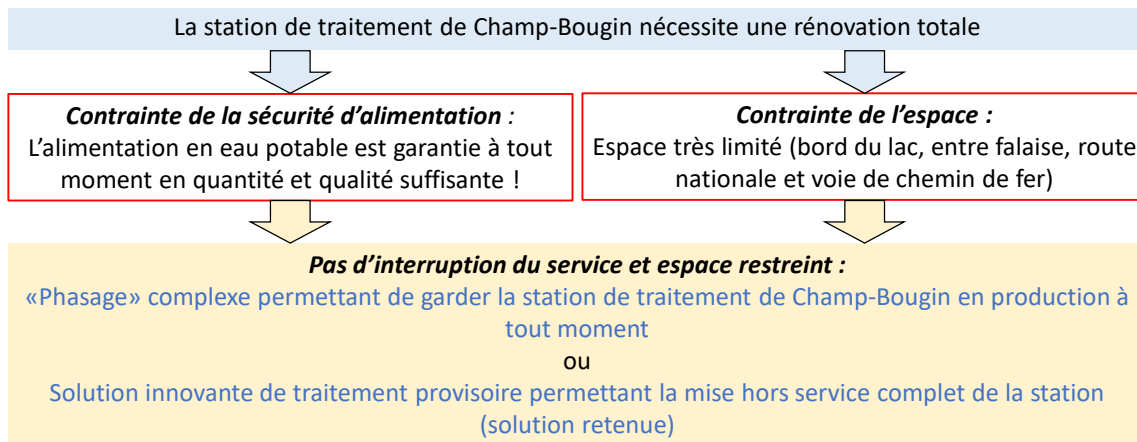 La station de traitement de Champ-Bougin nécessite une rénovation totale
Contrainte de la sécurité d’alimentation :
L’alimentation en eau potable est garantie à tout
moment en quantité et qualité suffisante !
Contrainte de l’espace :
Espace très limité (bord du lac, entre falaise, route
nationale et voie de chemin de fer)
Pas d’interruption du service et espace restreint :
«Phasage» complexe permettant de garder la station de traitement de Champ-Bougin en production à
tout moment
ou
Solution innovante de traitement provisoire permettant la mise hors service complet de la station
(solution retenue)